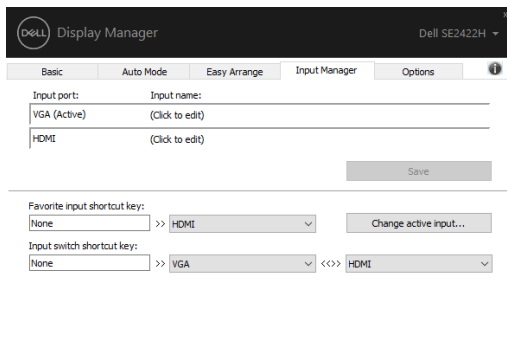 DELL Display Manager Dell SE2422H
x
Basic Auto Mode Easy Arrange Input Manager Options
Input port: Input name:
VGA (Active) (Click to edit)
HDMI (Click to edit)
Save
Favorite input shortcut key:
None >> HDMI Change active input...
Input switch shortcut key:
None >> VGA <<>> HDMI